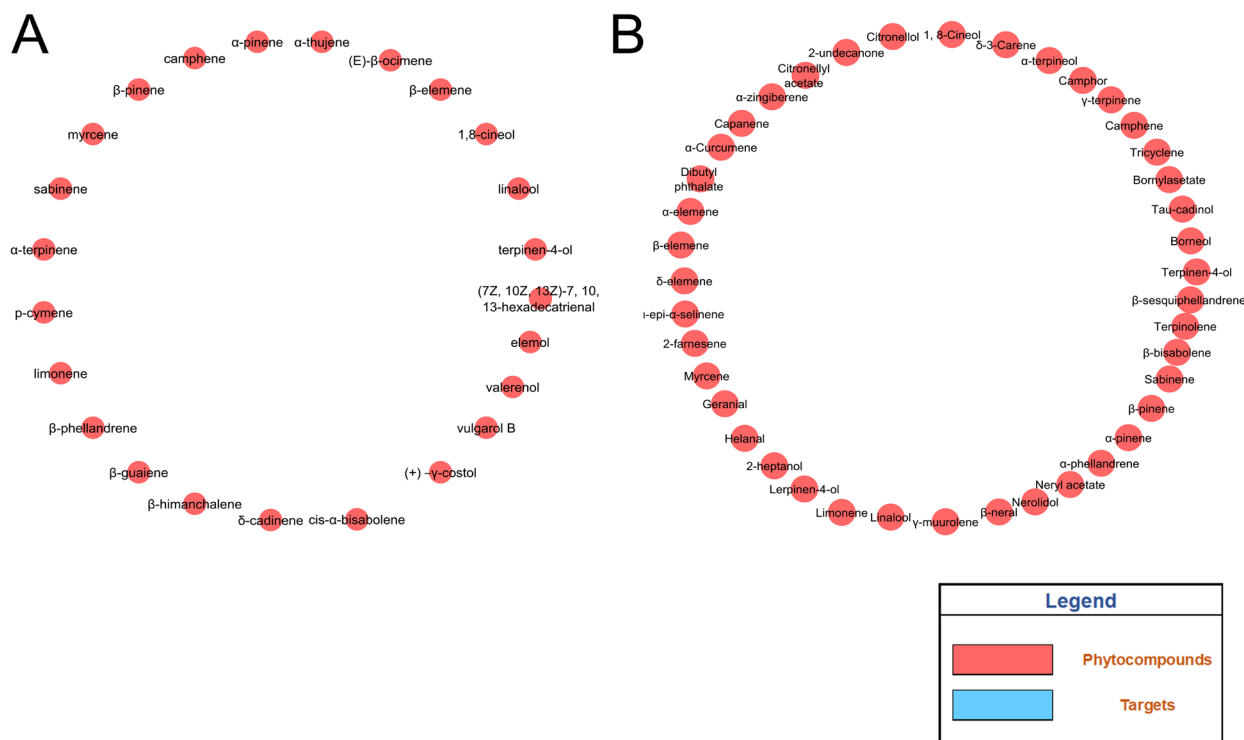 A
α-pinene
α-thujene
(E)-β-ocimene
β-elemene
1,8-cineol
linalool
terpinen-4-ol
(7Z, 10Z, 13Z)-7, 10,
13-hexadecatrienal
elemol
valerenol
vulgarol B
(+) -γ-costol
cis-α-bisabolene
δ-cadinene
β-himanchalene
β-guaiene
β-phellandrene
limonene
p-cymene
α-terpinene
sabinene
myrcene
β-pinene
camphene
B
Citronellol
1, 8-Cineol
δ-3-Carene
α-terpineol
Camphor
γ-terpinene
Camphene
Tricyclene
Bornylasetate
Tau-cadinol
Borneol
Terpinen-4-ol
β-sesquiphellandrene
Terpinolene
β-bisabolene
Sabinene
β-pinene
α-pinene
α-phellandrene
Neryl acetate
Nerolidol
β-neral
γ-muurolene
Linalool
Limonene
Lerpinen-4-ol
2-heptanol
Helanal
Geranial
Myrcene
2-farnesene
-epi-α-selinene
δ-elemene
β-elemene
α-elemene
Dibutyl
phthalate
α-Curcumene
Capanene
α-zingiberene
Citronellyl
acetate
2-undecanone
Legend
Phytocompounds
Targets